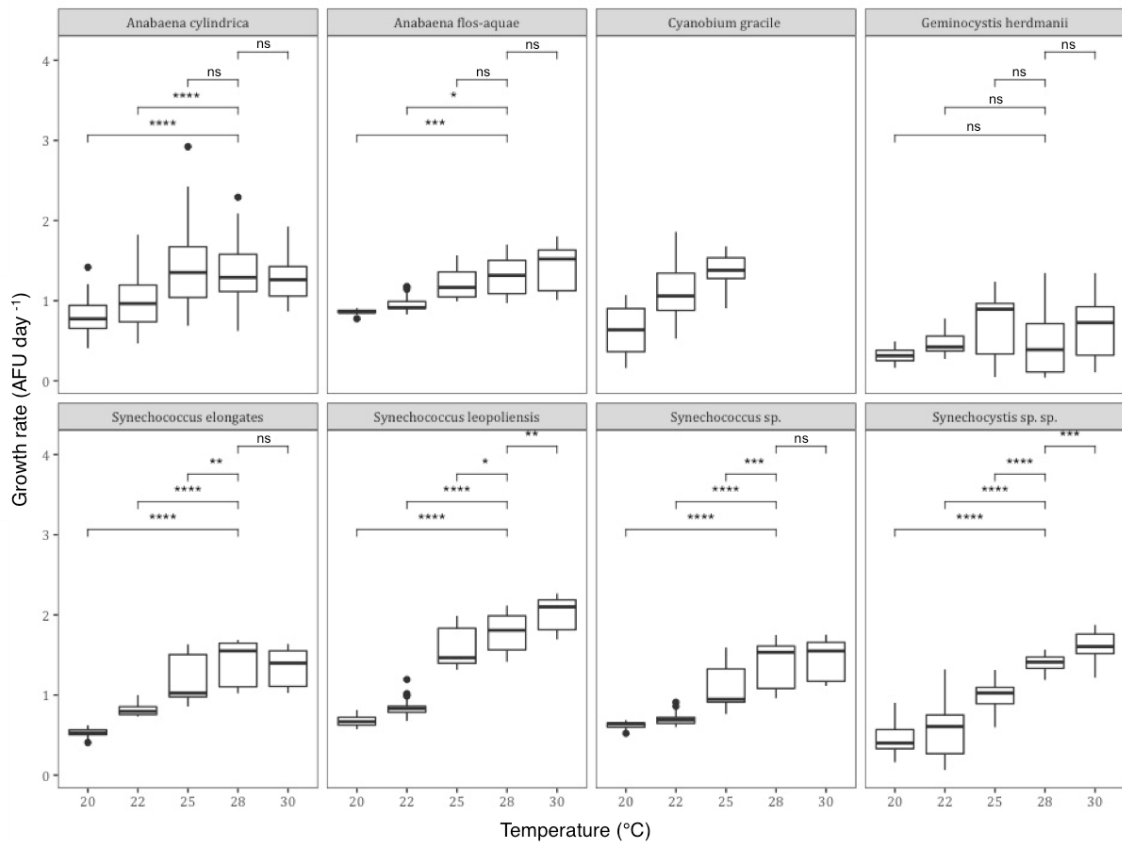 Anabaena cylindrica
Anabaena flos-aquae
Cyanobium gracile
Geminocystis herdmanii
4
3
2
1
0
ns
ns
****
****
ns
ns
*
***
ns
ns
ns
ns
Growth rate (AFU day -1)
Synechococcus elongates
Synechococcus leopoliensis
Synechococcus sp.
Synechocystis sp. sp.
4
3
2
1
0
ns
**
****
****
**
*
****
****
ns
***
****
****
***
****
****
****
20 22 25 28 30
20 22 25 28 30
20 22 25 28 30
20 22 25 28 30
Temperature (°C)